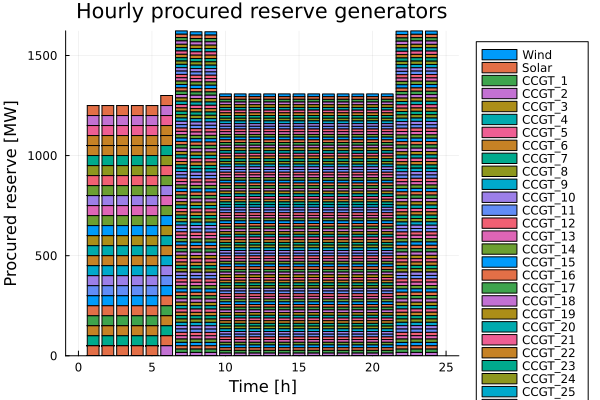 Hourly procured reserve generators
Procured reserve [MW]
1500
1000
500
0
0 5 10 15 20 25
Time [h]
Wind
Solar
CCGT_1
CCGT_2
CCGT_3
CCGT_4
CCGT_5
CCGT_6
CCGT_7
CCGT_8
CCGT_9
CCGT_10
CCGT_11
CCGT_12
CCGT_13
CCGT_14
CCGT_15
CCGT_16
CCGT_17
CCGT_18
CCGT_19
CCGT_20
CCGT_21
CCGT_22
CCGT_23
CCGT_24
CCGT_25